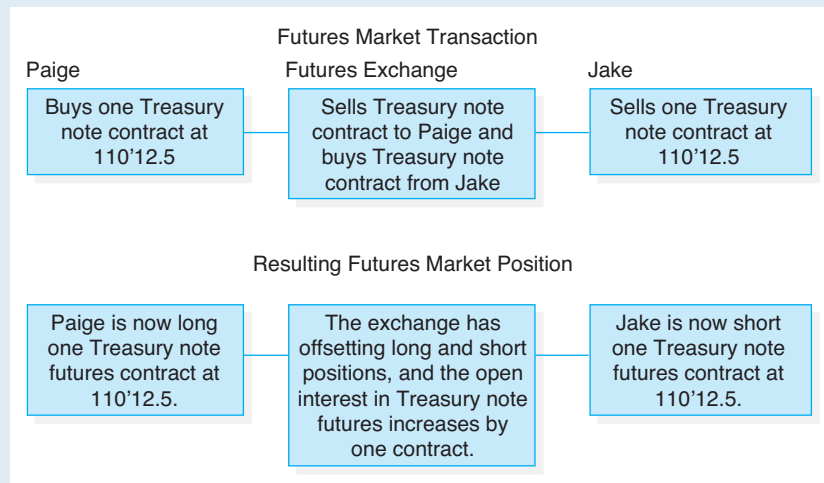 Futures Market Transaction
Paige
Futures Exchange
Jake
Buys one Treasury
note contract at
110'12.5
Sells Treasury note
contract to Paige and
buys Treasury note
contract from Jake
Sells one Treasury
note contract at
110'12.5
Resulting Futures Market Position
Paige is now long
one Treasury note
futures contract at
110'12.5.
The exchange has
offsetting long and short
positions, and the open
interest in Treasury note
futures increases by
one contract.
Jake is now short
one Treasury note
futures contract at
110'12.5.